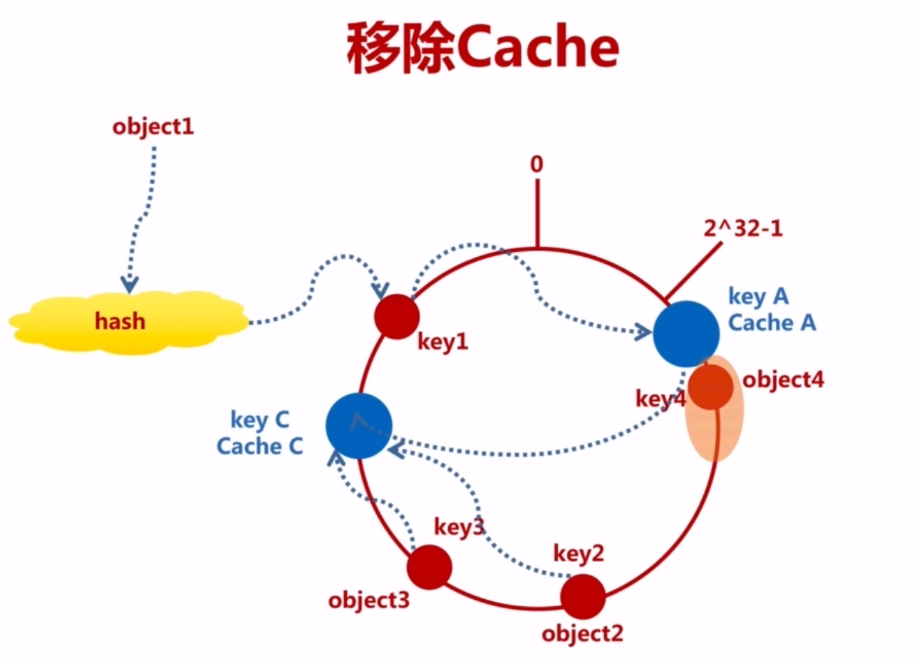 移除Cache
object1
0
2^32-1
hash
key A
Cache A
key1
object4
key4
key C
Cache C
key3
key2
object3
object2